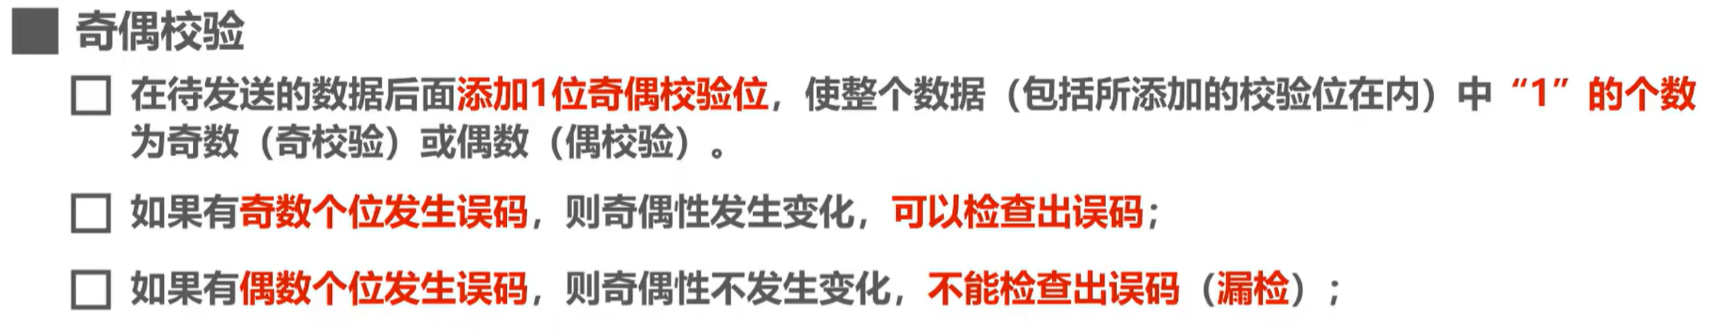 奇偶校验
在待发送的数据后面添加1位奇偶校验位，使整个数据（包括所添加的校验位在内）中“1”的个数
为奇数（奇校验）或偶数（偶校验）。
如果有奇数个位发生误码，则奇偶性发生变化，可以检查出误码；
如果有偶数个位发生误码，则奇偶性不发生变化，不能检查出误码（漏检）；